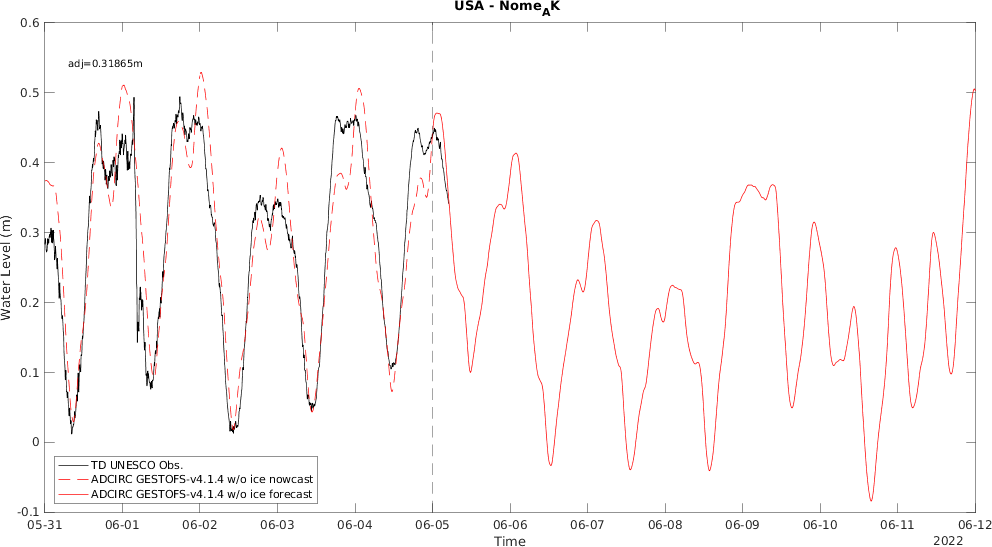 USA - Nome_AK
adj=0.31865m
0.6
0.5
0.4
0.3
0.2
0.1
0
-0.1
Water Level (m)
TD UNESCO Obs.
ADCIRC GESTOFS-v4.1.4 w/o ice nowcast
ADCIRC GESTOFS-v4.1.4 w/o ice forecast
05-31 06-01 06-02 06-03 06-04 06-05 06-06 06-07 06-08 06-09 06-10 06-11 06-12
Time
2022